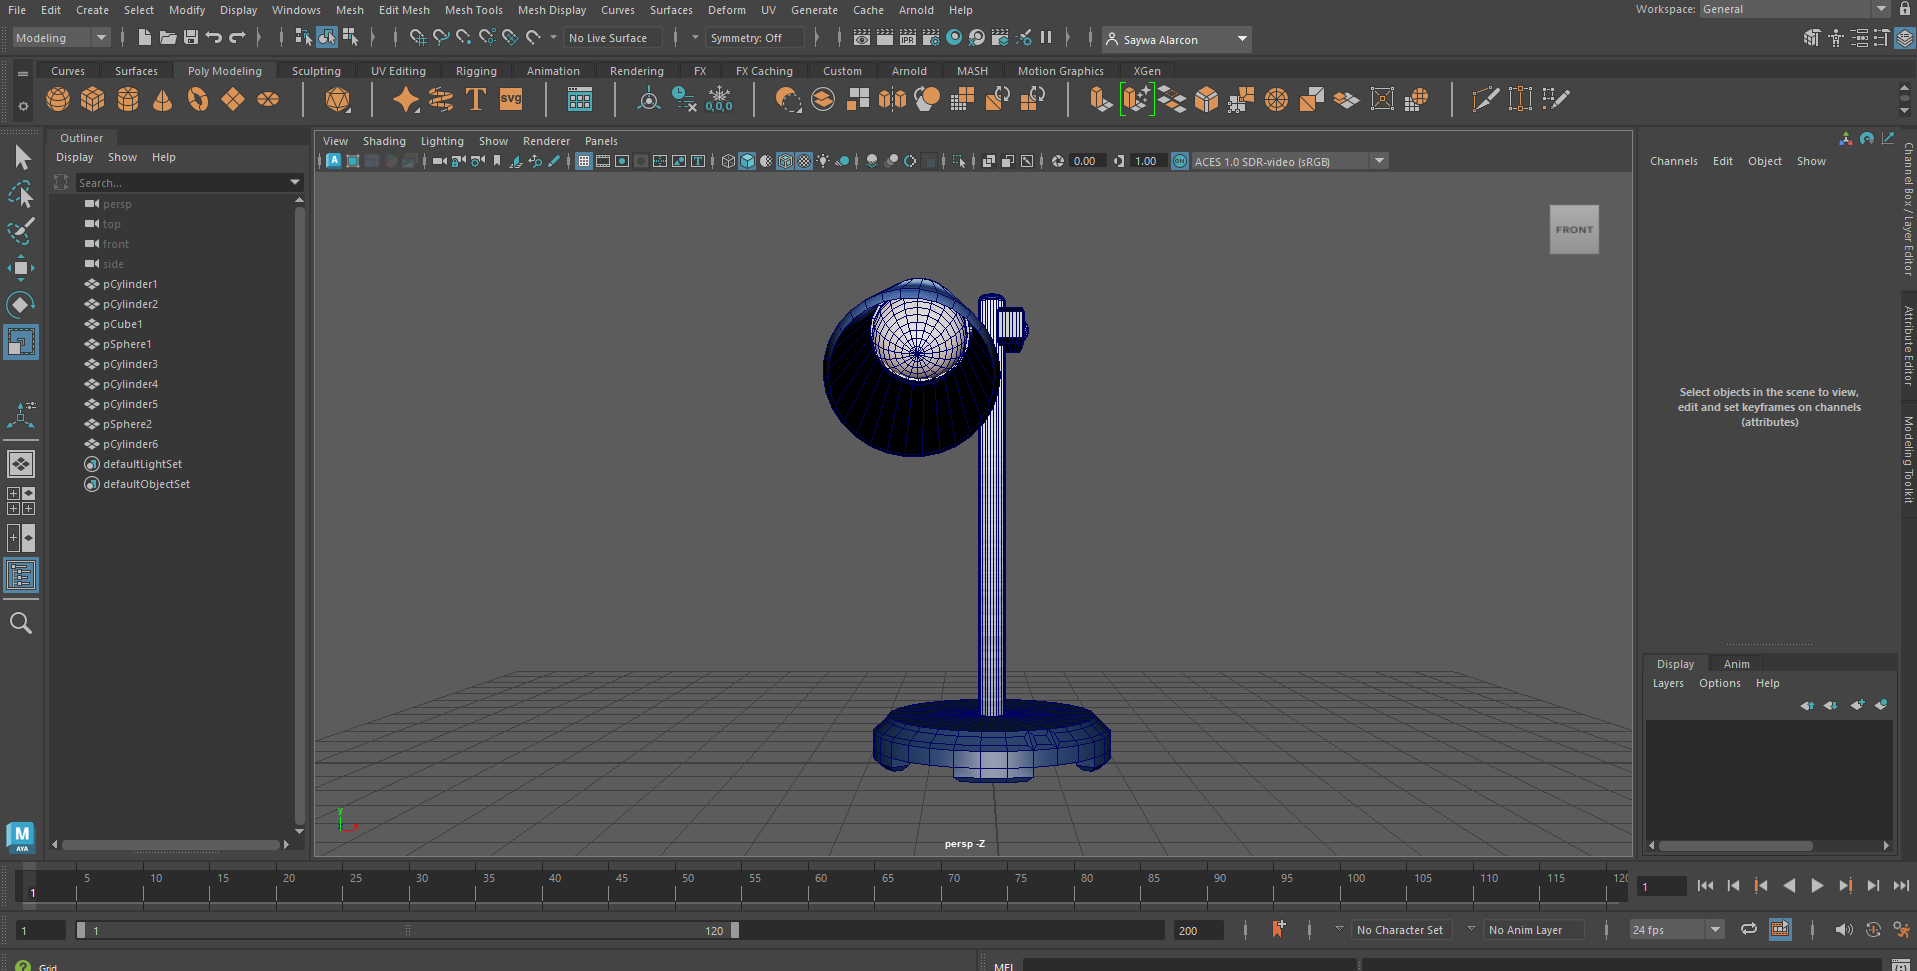 File Edit Create Select Modify Display Windows Mesh Edit Mesh Mesh Tools Mesh Display Curves Surfaces Deform UV Generate Cache Arnold Help Workspace: General
Modeling No Live Surface Symmetry: Off Saywa Alarcon
Curves Surfaces Poly Modeling Sculpting UV Editing Rigging Animation Rendering FX FX Caching Custom Arnold MASH Motion Graphics XGen
T SVG 0,0,0
IPR
Outliner
Display Show Help
Search...
persp
top
front
side
pCylinder1
pCylinder2
pCube1
pSphere1
pCylinder3
pCylinder4
pCylinder5
pSphere2
pCylinder6
defaultLightSet
defaultObjectSet
View Shading Lighting Show Renderer Panels
0.00 1.00 ON ACES 1.0 SDR-video (sRGB)
FRONT
y
x
persp -Z
Channels Edit Object Show
Select objects in the scene to view,
edit and set keyframes on channels
(attributes)
Channel Box / Layer Editor
Attribute Editor
Modeling Toolkit
Display Anim
Layers Options Help
M
AYA
1 5 10 15 20 25 30 35 40 45 50 55 60 65 70 75 80 85 90 95 100 105 110 115 120 1
1 1 120 200 No Character Set No Anim Layer 24 fps
Grid MEL